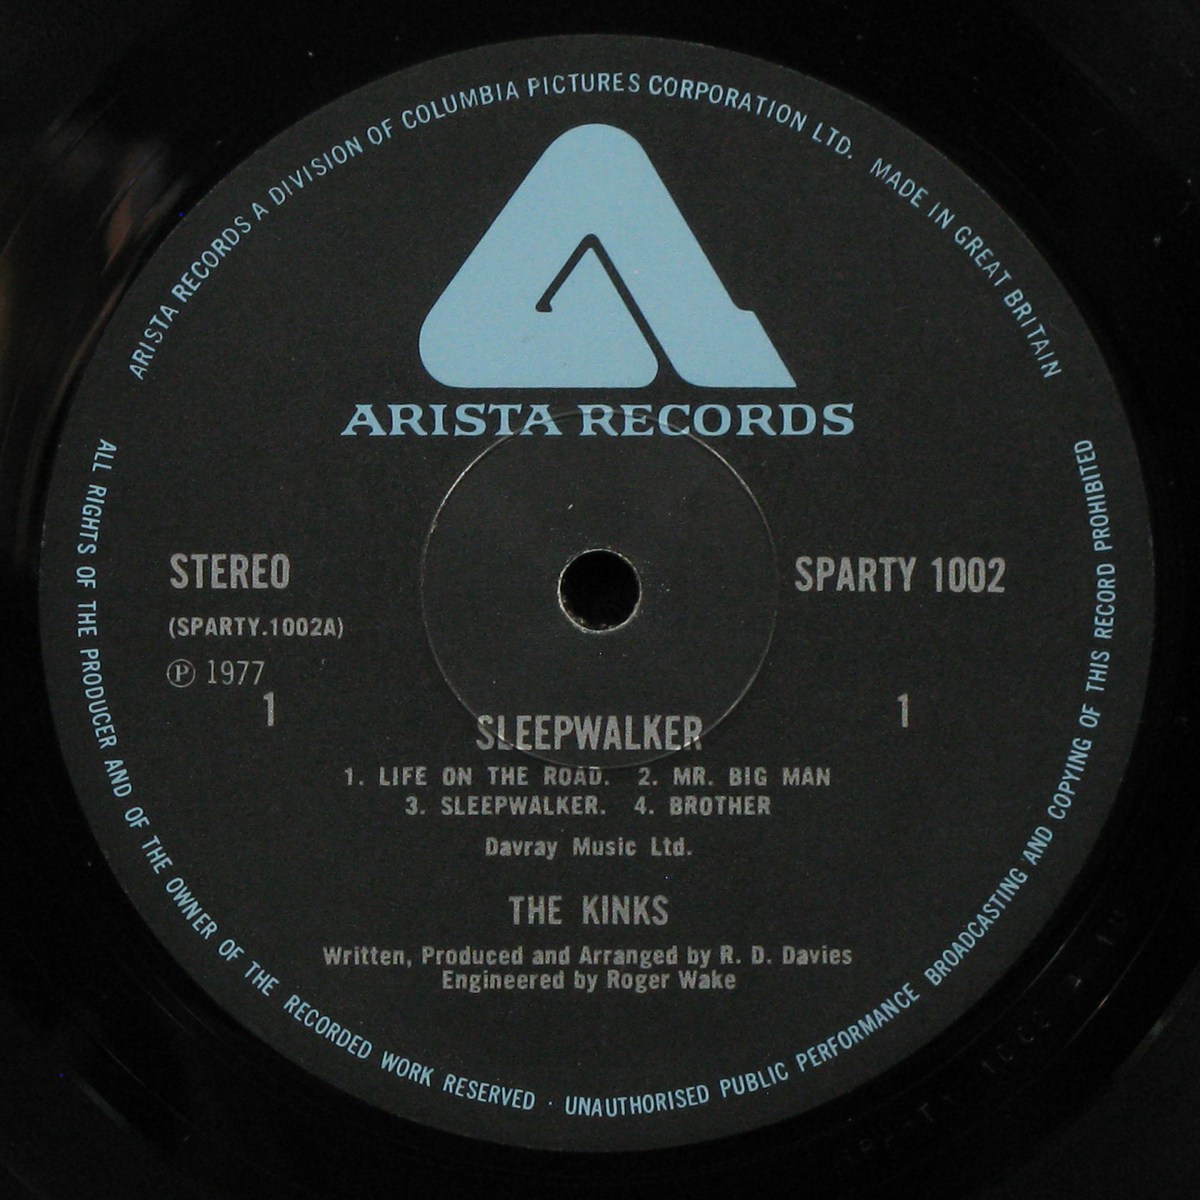 ARISTA RECORDS A DIVISION OF COLUMBIA PICTURES CORPORATION LTD. MADE IN GREAT BRITAIN
ARISTA RECORDS
STEREO
SPARTY 1002
(SPARTY.1002A)
Ⓟ 1977
1
1
SLEEPWALKER
1. LIFE ON THE ROAD. 2. MR. BIG MAN
3. SLEEPWALKER. 4. BROTHER
Davray Music Ltd.
THE KINKS
Written, Produced and Arranged by R. D. Davies
Engineered by Roger Wake
ALL RIGHTS OF THE PRODUCER AND OF THE OWNER OF THE RECORDED WORK RESERVED · UNAUTHORISED PUBLIC PERFORMANCE BROADCASTING AND COPYING OF THIS RECORD PROHIBITED